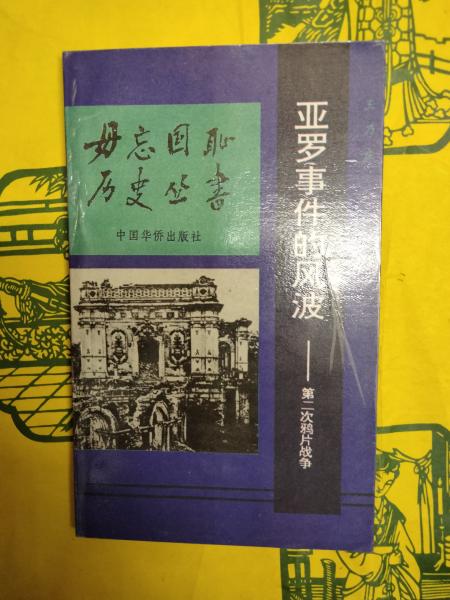 毋忘国耻
历史丛书
中国华侨出版社
亚罗事件的风波
——第二次鸦片战争